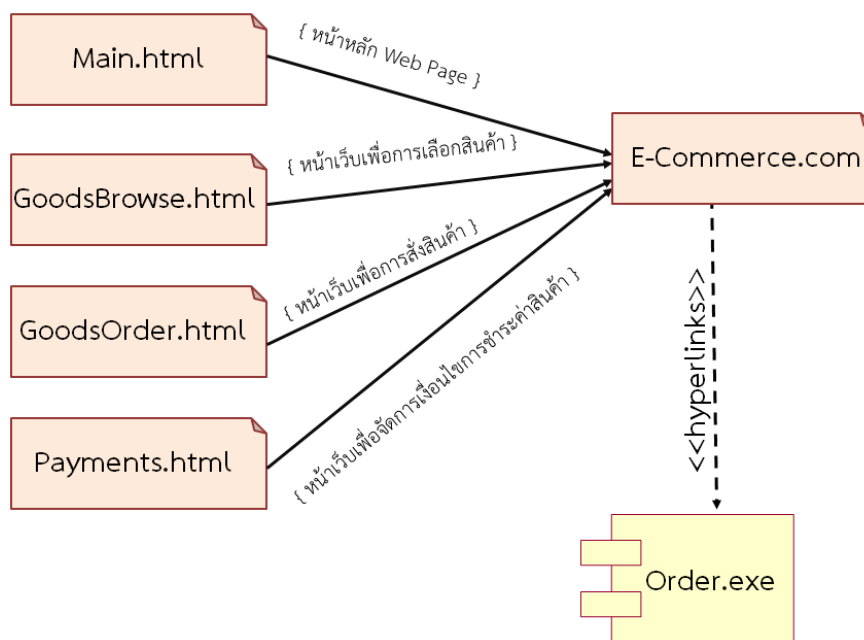 Main.html
{ หน้าหลัก Web Page }
E-Commerce.com
GoodsBrowse.html
{ หน้าเว็บเพื่อการเลือกสินค้า }
GoodsOrder.html
{ หน้าเว็บเพื่อการสั่งสินค้า }
Payments.html
{ หน้าเว็บเพื่อจัดการเงื่อนไขการชำระค่าสินค้า }
<<hyperlinks>>
Order.exe